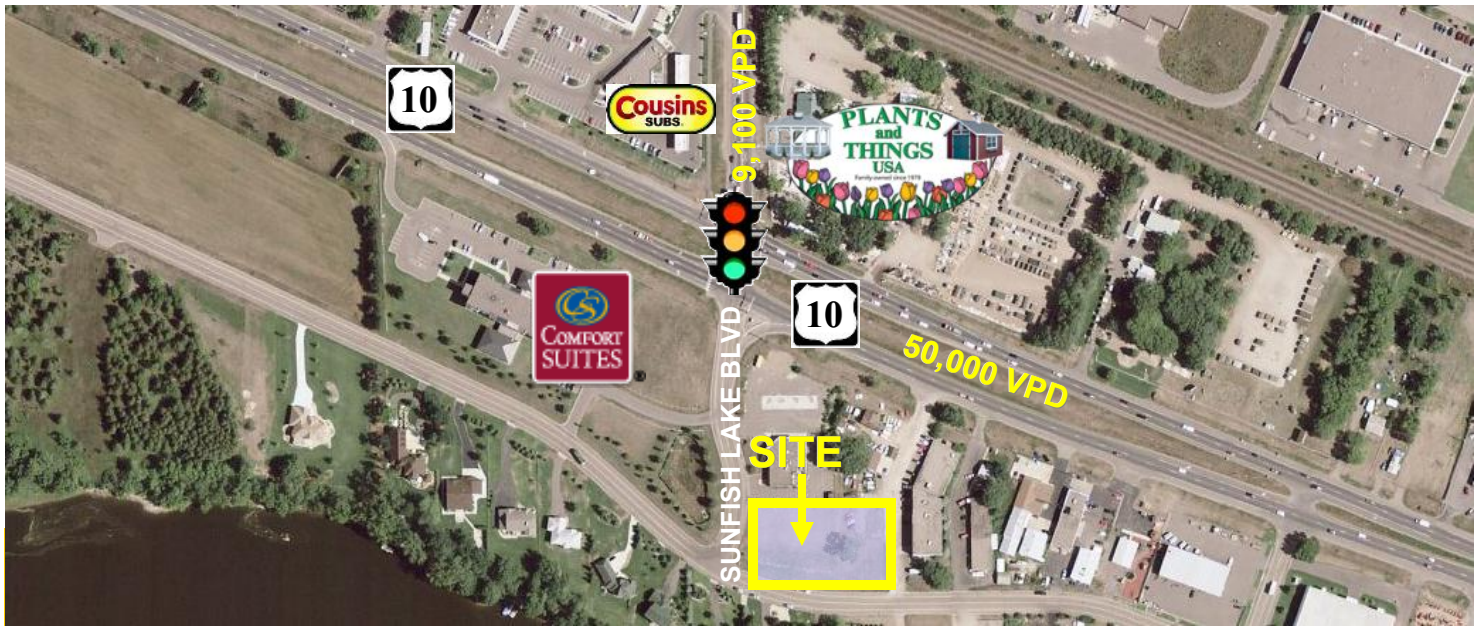 10
Cousins
SUBS
9,100 VPD
PLANTS
and
THINGS
USA
Family-owned since 1979
CS
COMFORT
SUITES
SUNFISH LAKE BLVD
10
50,000 VPD
SITE